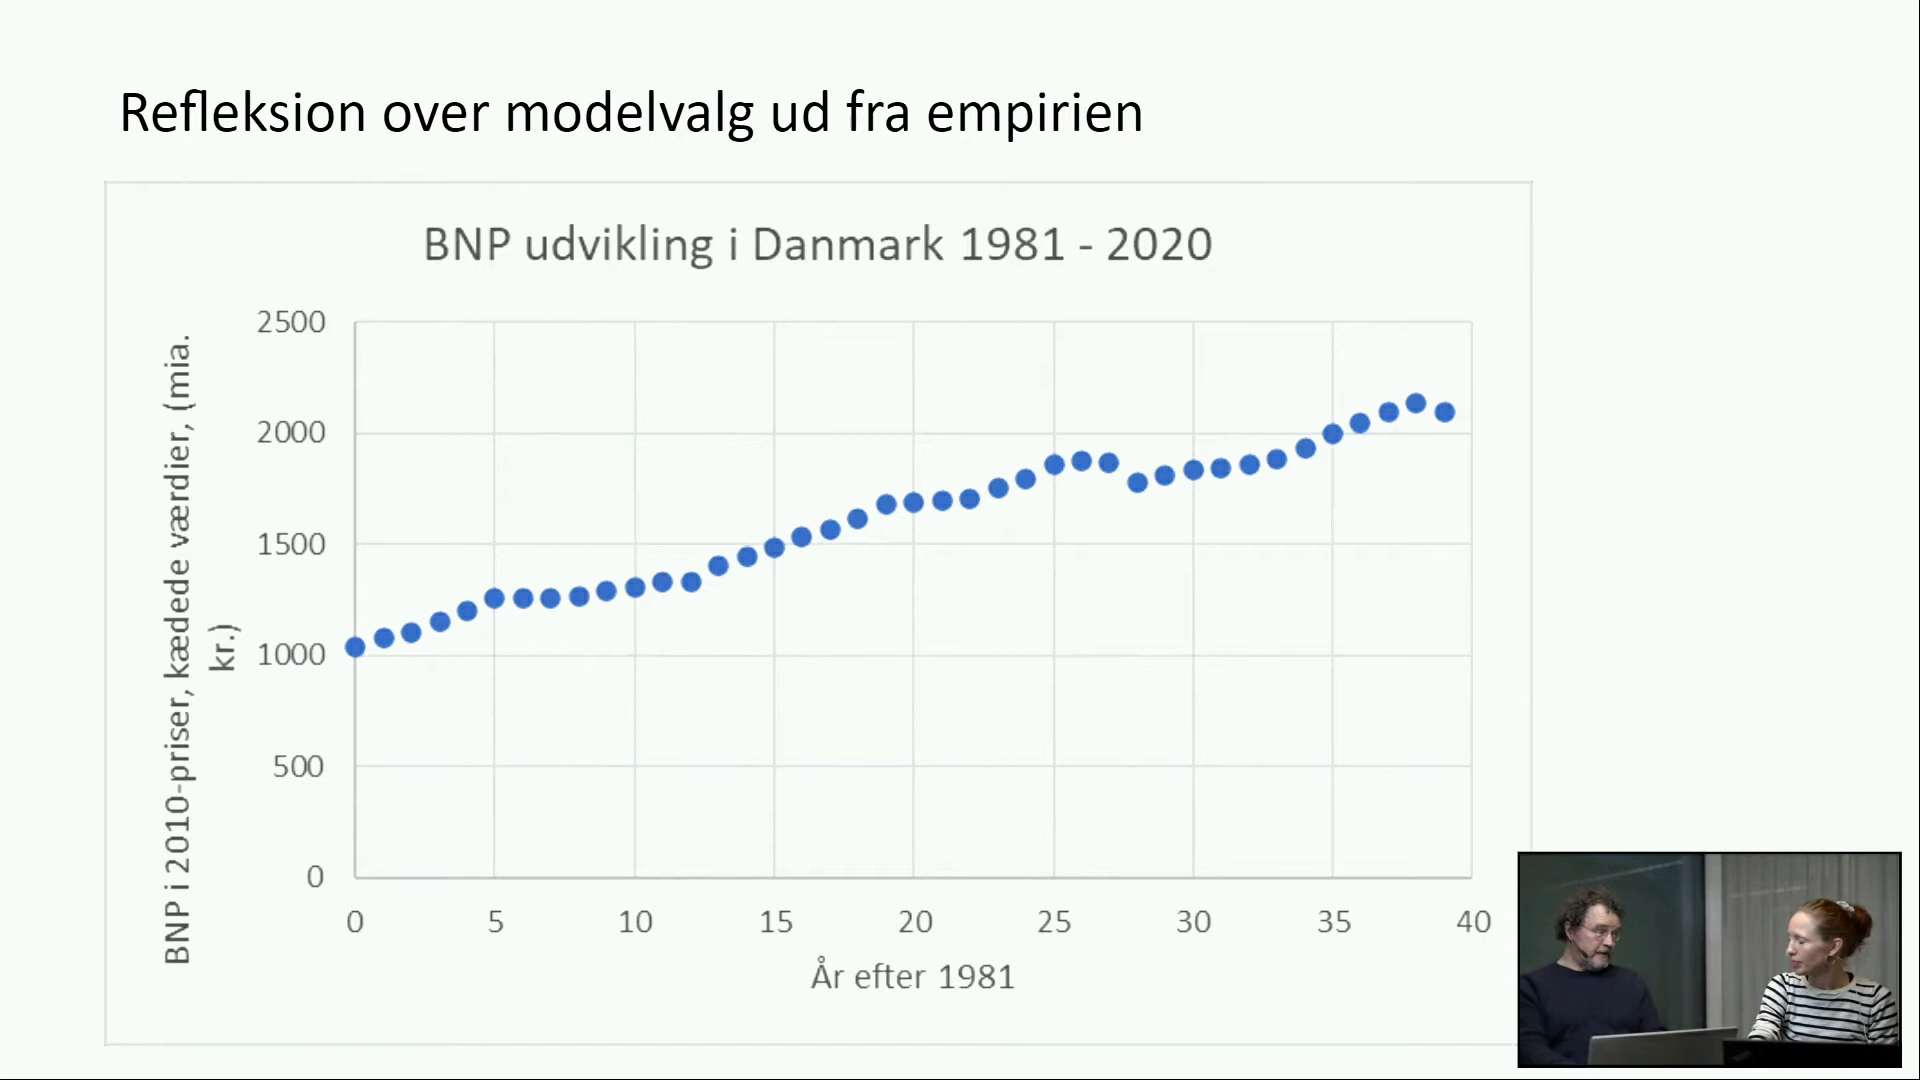 Refleksion over modelvalg ud fra empirien
BNP udvikling i Danmark 1981 - 2020
BNP i 2010-priser, kædede værdier, (mia.
kr.)
2500
2000
1500
1000
500
0
0 5 10 15 20 25 30 35 40
År efter 1981